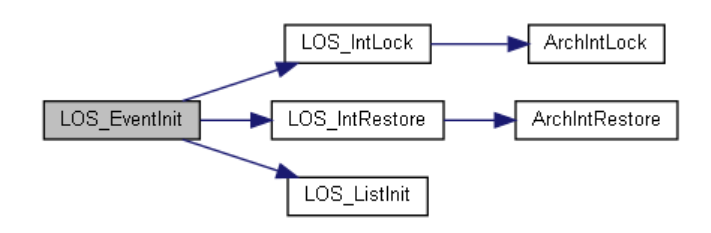 LOS_IntLock
ArchIntLock
LOS_EventInit
LOS_IntRestore
ArchIntRestore
LOS_ListInit